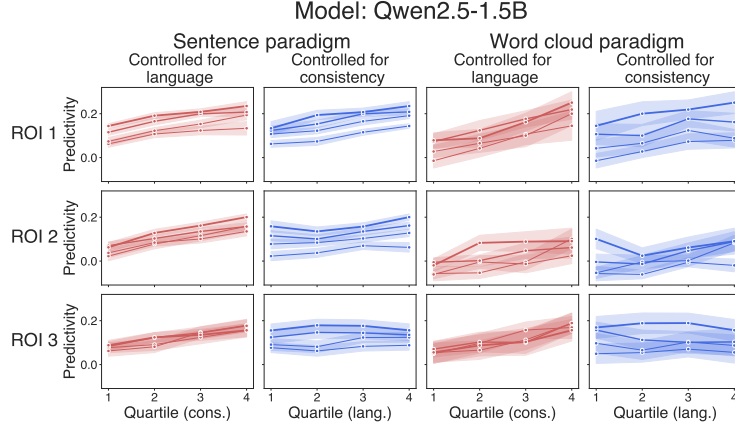 Model: Qwen2.5-1.5B
Sentence paradigm
Word cloud paradigm
Controlled for
language
Controlled for
consistency
Controlled for
language
Controlled for
consistency
ROI 1
Predictivity
0.2
0.0
ROI 2
Predictivity
0.2
0.0
ROI 3
Predictivity
0.2
0.0
1 2 3 4
1 2 3 4
1 2 3 4
1 2 3 4
Quartile (cons.)
Quartile (lang.)
Quartile (cons.)
Quartile (lang.)